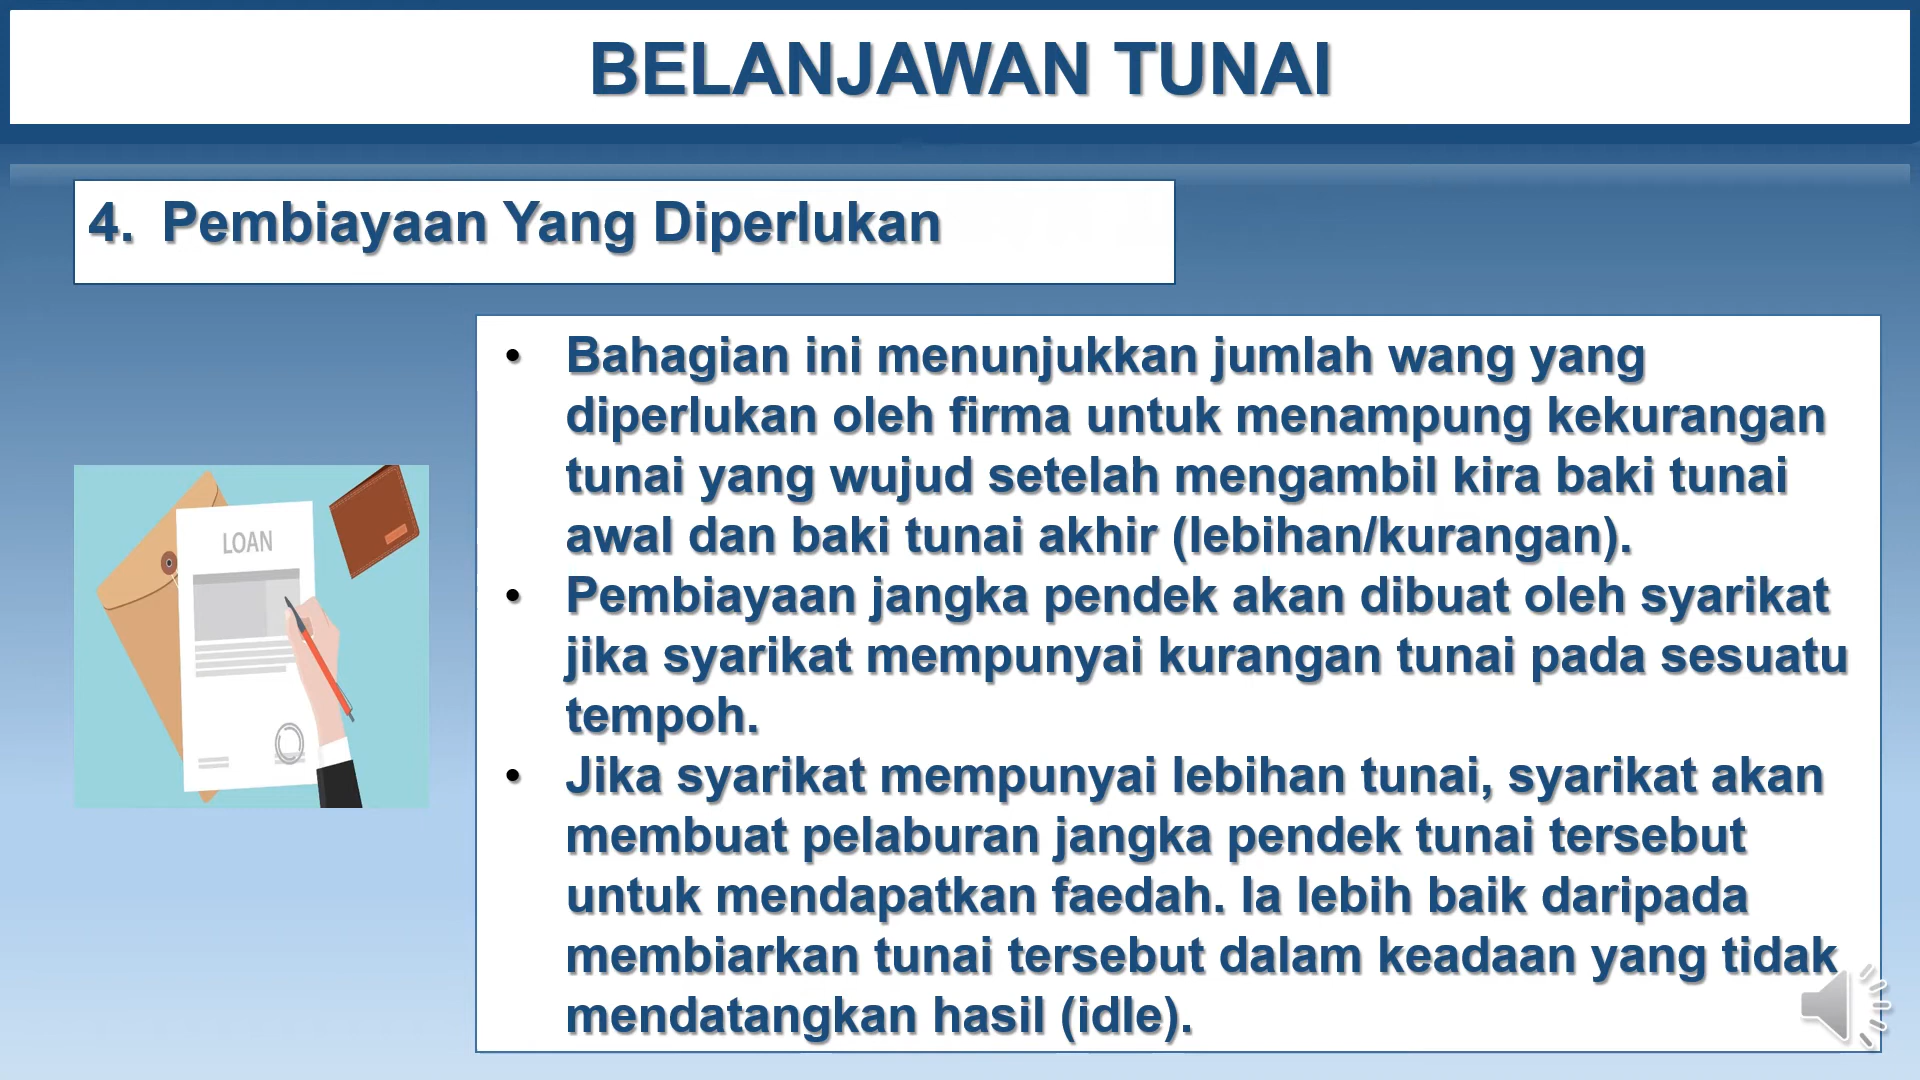 BELANJAWAN TUNAI
4. Pembiayaan Yang Diperlukan
LOAN
• Bahagian ini menunjukkan jumlah wang yang
diperlukan oleh firma untuk menampung kekurangan
tunai yang wujud setelah mengambil kira baki tunai
awal dan baki tunai akhir (lebihan/kurangan).
• Pembiayaan jangka pendek akan dibuat oleh syarikat
jika syarikat mempunyai kurangan tunai pada sesuatu
tempoh.
• Jika syarikat mempunyai lebihan tunai, syarikat akan
membuat pelaburan jangka pendek tunai tersebut
untuk mendapatkan faedah. Ia lebih baik daripada
membiarkan tunai tersebut dalam keadaan yang tidak
mendatangkan hasil (idle).